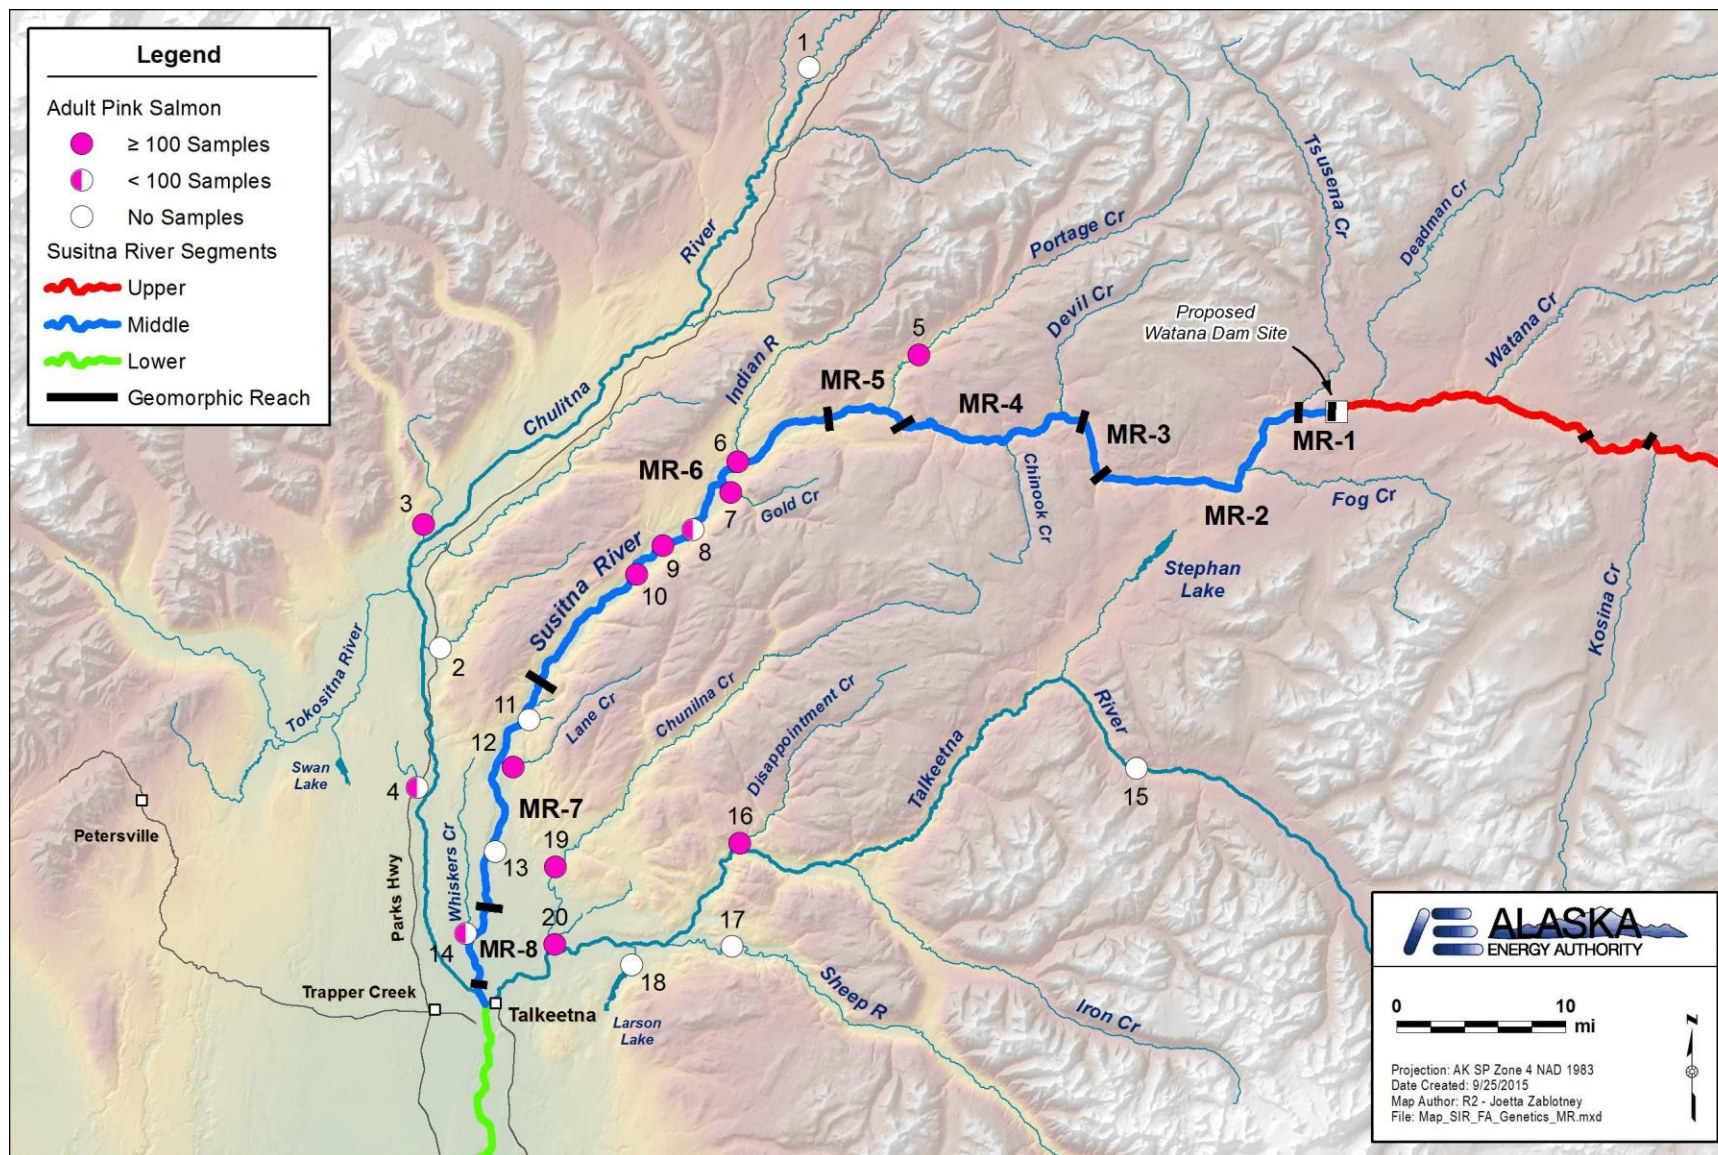 Legend
Adult Pink Salmon
≥ 100 Samples
< 100 Samples
No Samples
Susitna River Segments
Upper
Middle
Lower
Geomorphic Reach
1
River
Chulitna
Tsusena Cr
Deadman Cr
Portage Cr
Devil Cr
Proposed
Watana Dam Site
Watana Cr
5
Indian R
MR-5
MR-4
MR-3
MR-1
6
MR-6
7
Gold Cr
Chinook Cr
MR-2
Fog Cr
3
8
9
10
Susitna River
Stephan
Lake
Kosina Cr
2
Tokositna River
11
Lane Cr
Chunilna Cr
Disappointment Cr
River
Talkeetna
12
Swan
Lake
4
15
Petersville
MR-7
16
Parks Hwy
Whiskers Cr
13
19
20
17
14
MR-8
18
Sheep R
Iron Cr
Trapper Creek
Talkeetna
Larson
Lake
ALASKA
ENERGY AUTHORITY
0 10
mi
N
Projection: AK SP Zone 4 NAD 1983
Date Created: 9/25/2015
Map Author: R2 - Joetta Zablotney
File: Map_SIR_FA_Genetics_MR.mxd